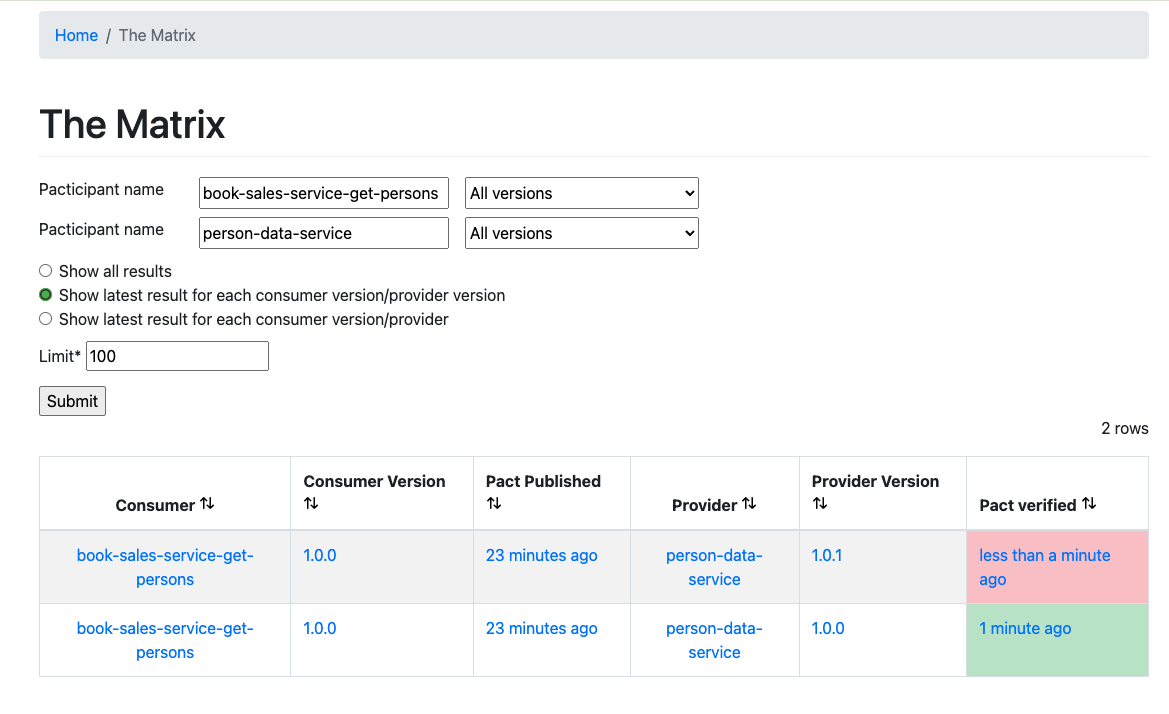 Home / The Matrix
The Matrix
Pacticipant name book-sales-service-get-persons All versions
Pacticipant name person-data-service All versions
Show all results
Show latest result for each consumer version/provider version
Show latest result for each consumer version/provider
Limit* 100
Submit
2 rows
Consumer Consumer Version Pact Published Provider Provider Version Pact verified
book-sales-service-get- 1.0.0 23 minutes ago person-data- 1.0.1 less than a minute
persons service ago
book-sales-service-get- 1.0.0 23 minutes ago person-data- 1.0.0 1 minute ago
persons service